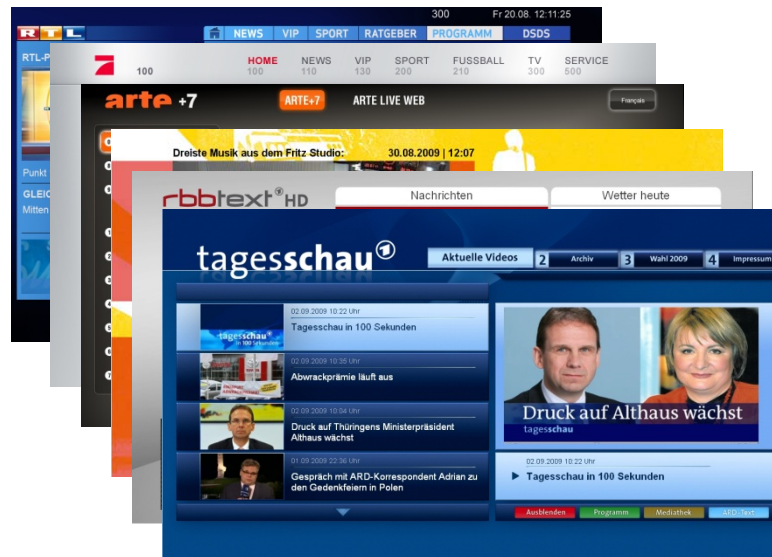 300 Fr 20.08. 12:11:25
RTL
NEWS VIP SPORT RATGEBER PROGRAMM DSDS
RTL-P
100
HOME NEWS VIP SPORT FUSSBALL TV SERVICE
100 110 130 200 210 300 500
arte +7 ARTE+7 ARTE LIVE WEB Français
Dreiste Musik aus dem Fritz Studio: 30.08.2009 | 12:07
Punkt
GLEIC
Mitten
rbbtext HD Nachrichten Wetter heute
tagesschau
Aktuelle Videos 2 Archiv 3 Wahl 2009 4 Impressum
02.09.2009 10:22 Uhr
Tagesschau in 100 Sekunden
tagesschau
in 100 Sekunden
02.09.2009 10:35 Uhr
Abwrackprämie läuft aus
02.09.2009 10:04 Uhr
Druck auf Thüringens Ministerpräsident
Althaus wächst
01.09.2009 22:36 Uhr
Gespräch mit ARD-Korrespondent Adrian zu
den Gedenkfeiern in Polen
Druck auf Althaus wächst
tagesschau
02.09.2009 10:22 Uhr
Tagesschau in 100 Sekunden
Ausblenden Programm Mediathek ARD-Text